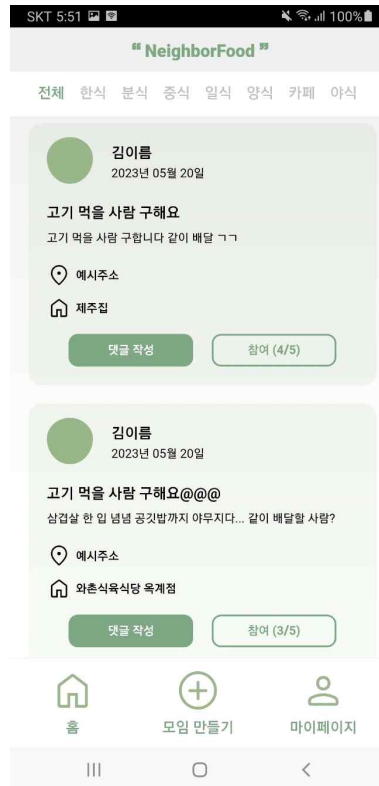 SKT 5:51 100%
“ NeighborFood ”
전체 한식 분식 중식 일식 양식 카페 야식
김이름
2023년 05월 20일
고기 먹을 사람 구해요
고기 먹을 사람 구합니다 같이 배달 ㄱㄱ
예시주소
제주집
댓글 작성 참여 (4/5)
김이름
2023년 05월 20일
고기 먹을 사람 구해요@@@
삼겹살 한 입 념념 공깃밥까지 야무지다... 같이 배달할 사람?
예시주소
와촌식육식당 옥계점
댓글 작성 참여 (3/5)
홈 모임 만들기 마이페이지